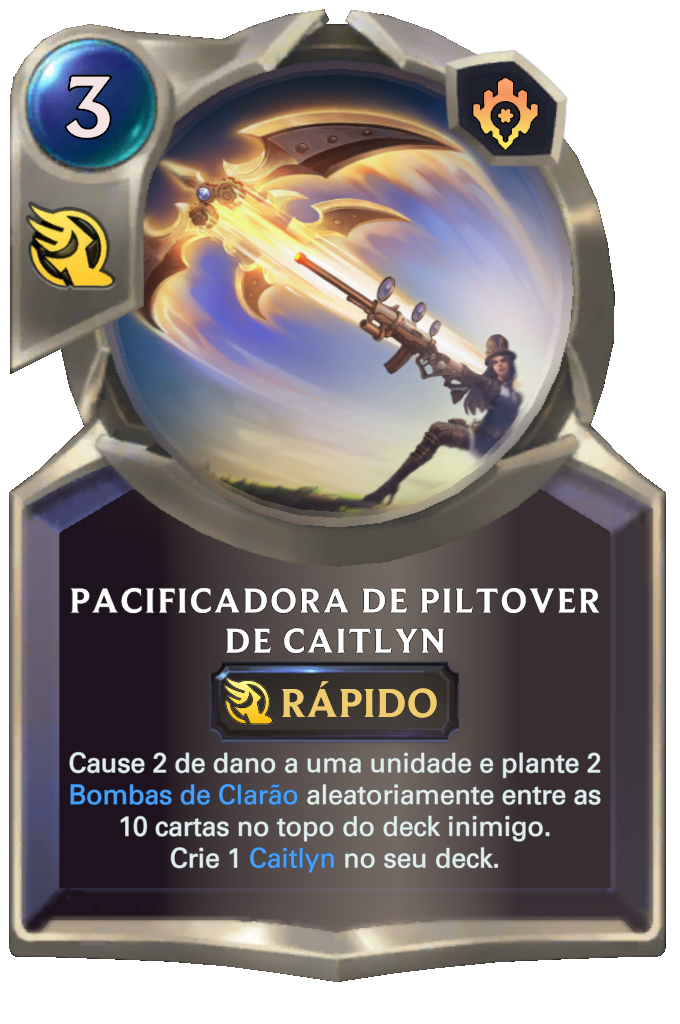 3
PACIFICADORA DE PILTOVER
DE CAITLYN
RÁPIDO
Cause 2 de dano a uma unidade e plante 2
Bombas de Clarão aleatoriamente entre as
10 cartas no topo do deck inimigo.
Crie 1 Caitlyn no seu deck.